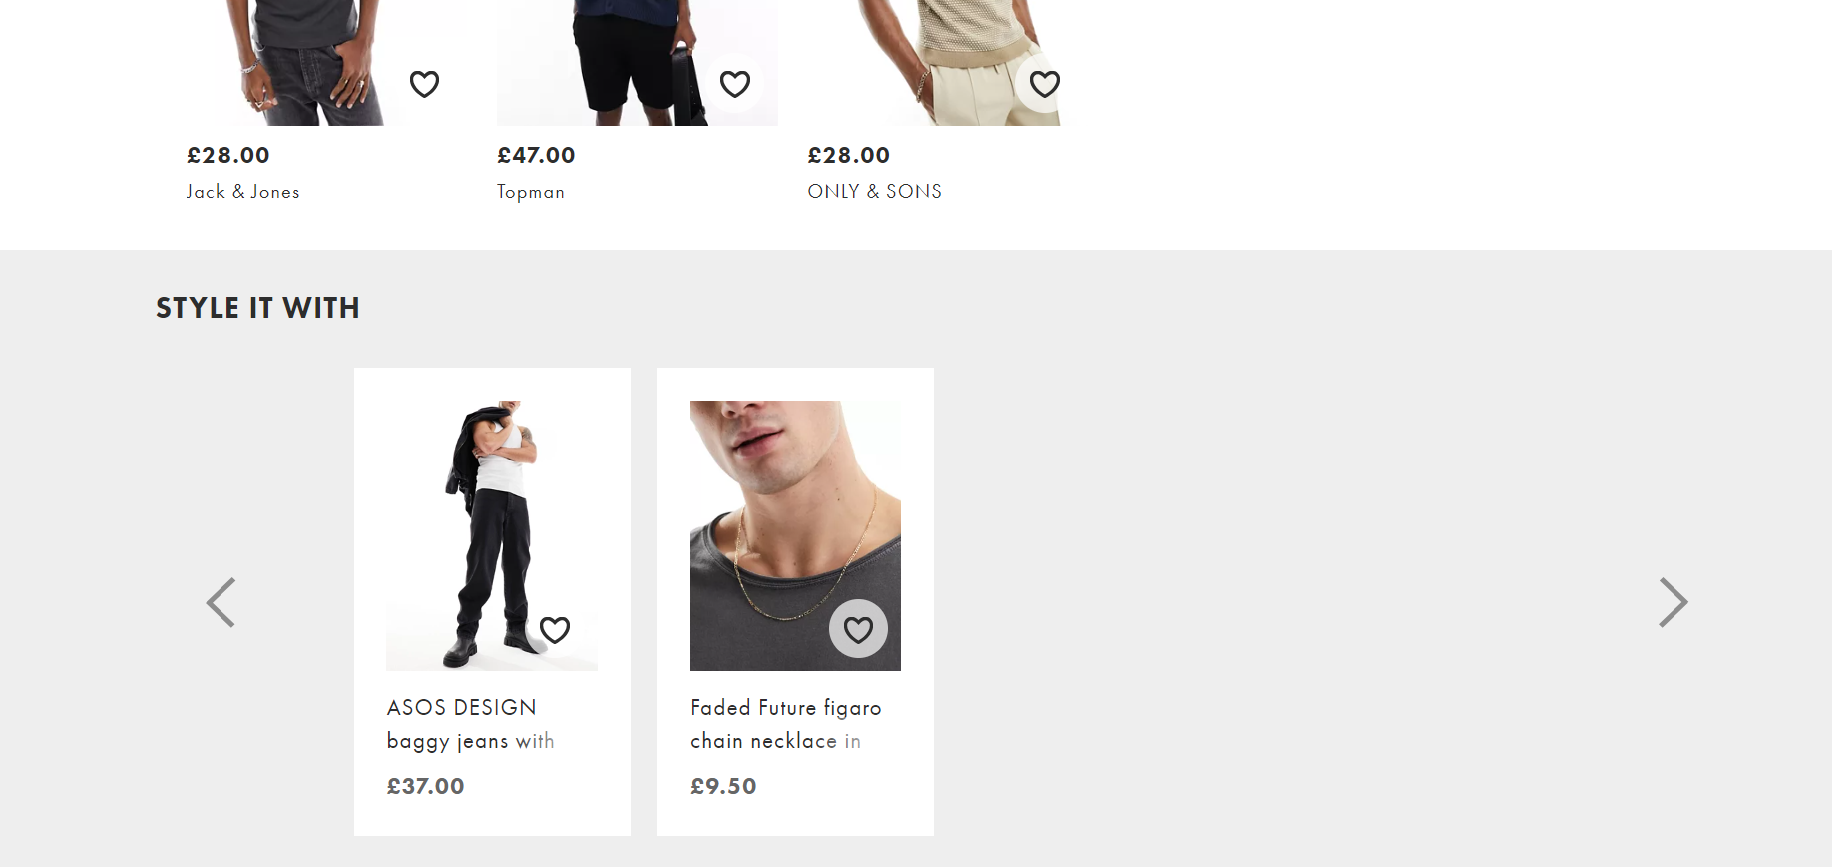 £28.00
Jack & Jones
£47.00
Topman
£28.00
ONLY & SONS
STYLE IT WITH
ASOS DESIGN
baggy jeans with
£37.00
Faded Future figaro
chain necklace in
£9.50